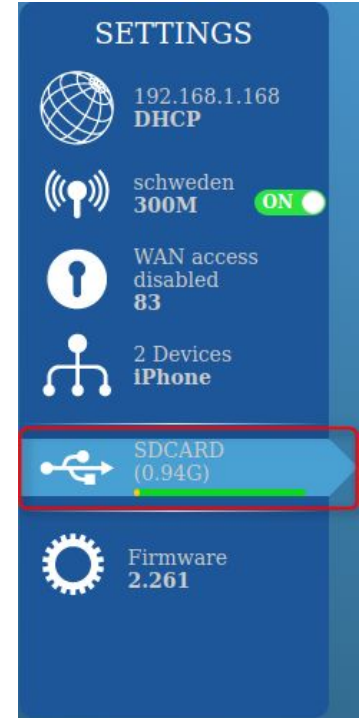 SETTINGS
192.168.1.168
DHCP
schweden
300M
ON
WAN access
disabled
83
2 Devices
iPhone
SDCARD
(0.94G)
Firmware
2.261